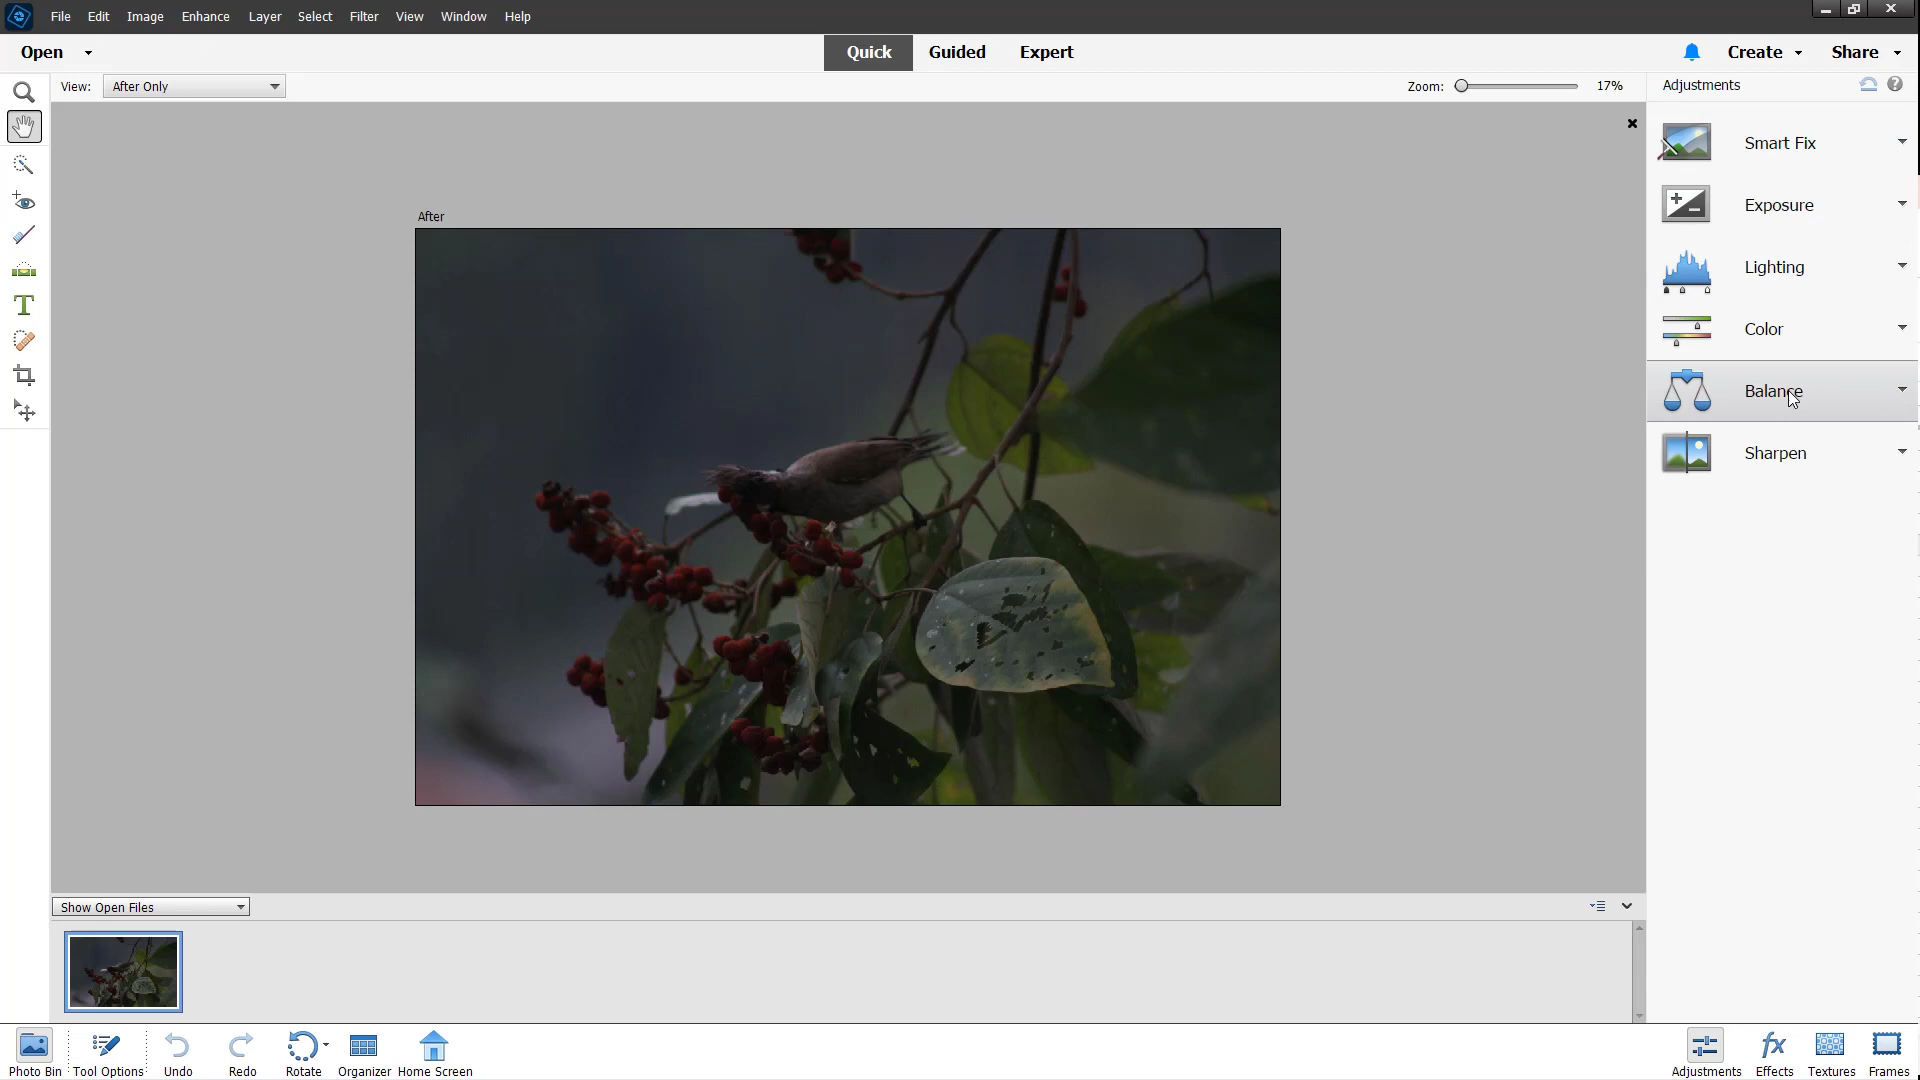 File Edit Image Enhance Layer Select Filter View Window Help
Open Quick Guided Expert Create Share
View: After Only Zoom: 17% Adjustments
Smart Fix
After
Exposure
Lighting
T
Color
Balance
Sharpen
Show Open Files
fx
Photo Bin Tool Options Undo Redo Rotate Organizer Home Screen Adjustments Effects Textures Frames